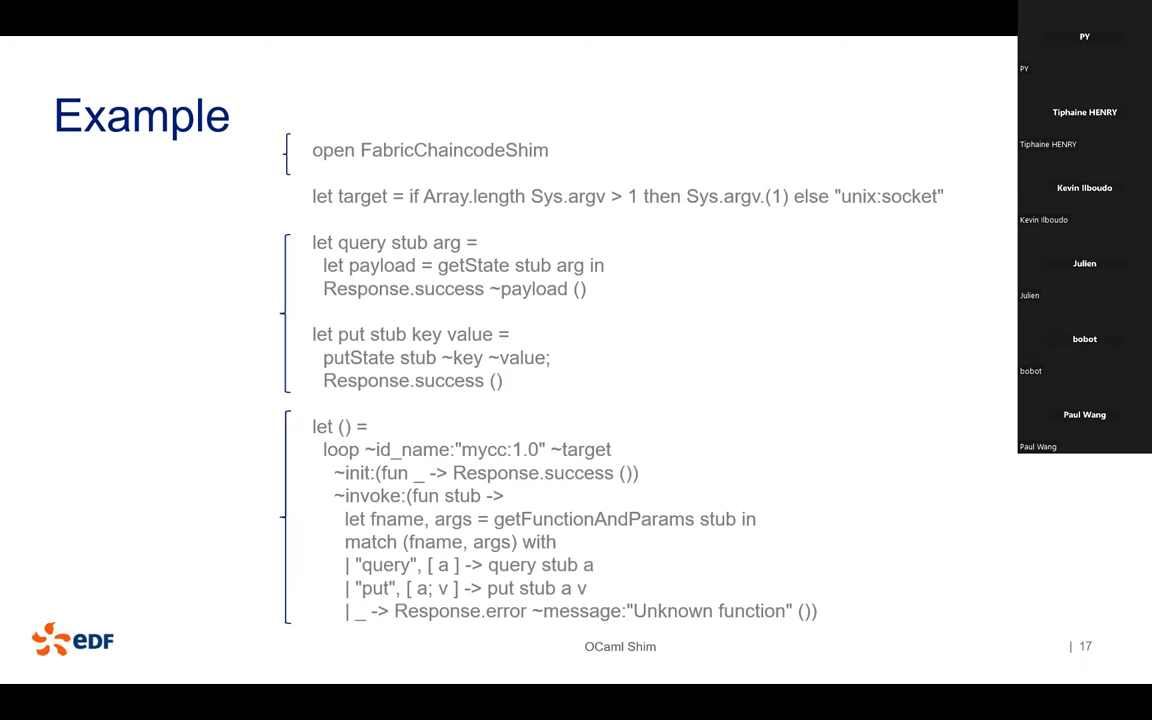 Example
open FabricChaincodeShim
let target = if Array.length Sys.argv > 1 then Sys.argv.(1) else "unix:socket"
let query stub arg =
let payload = getState stub arg in
Response.success ~payload ()
let put stub key value =
putState stub ~key ~value;
Response.success ()
let () =
loop ~id_name:"mycc:1.0" ~target
~init:(fun _ -> Response.success ())
~invoke:(fun stub ->
let fname, args = getFunctionAndParams stub in
match (fname, args) with
| "query", [ a ] -> query stub a
| "put", [ a; v ] -> put stub a v
| _ -> Response.error ~message:"Unknown function" ())
eDF
OCaml Shim
| 17
PY
PY
Tiphaine HENRY
Tiphaine HENRY
Kevin Ilboudo
Kevin Ilboudo
Julien
Julien
bobot
bobot
Paul Wang
Paul Wang